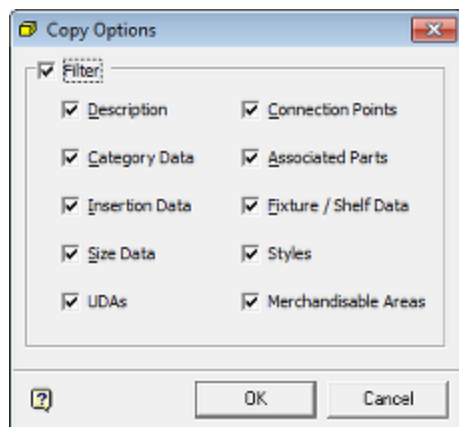 Copy Options
Filter
Description
Connection Points
Category Data
Associated Parts
Insertion Data
Fixture / Shelf Data
Size Data
Styles
UDAs
Merchandisable Areas
?
OK
Cancel